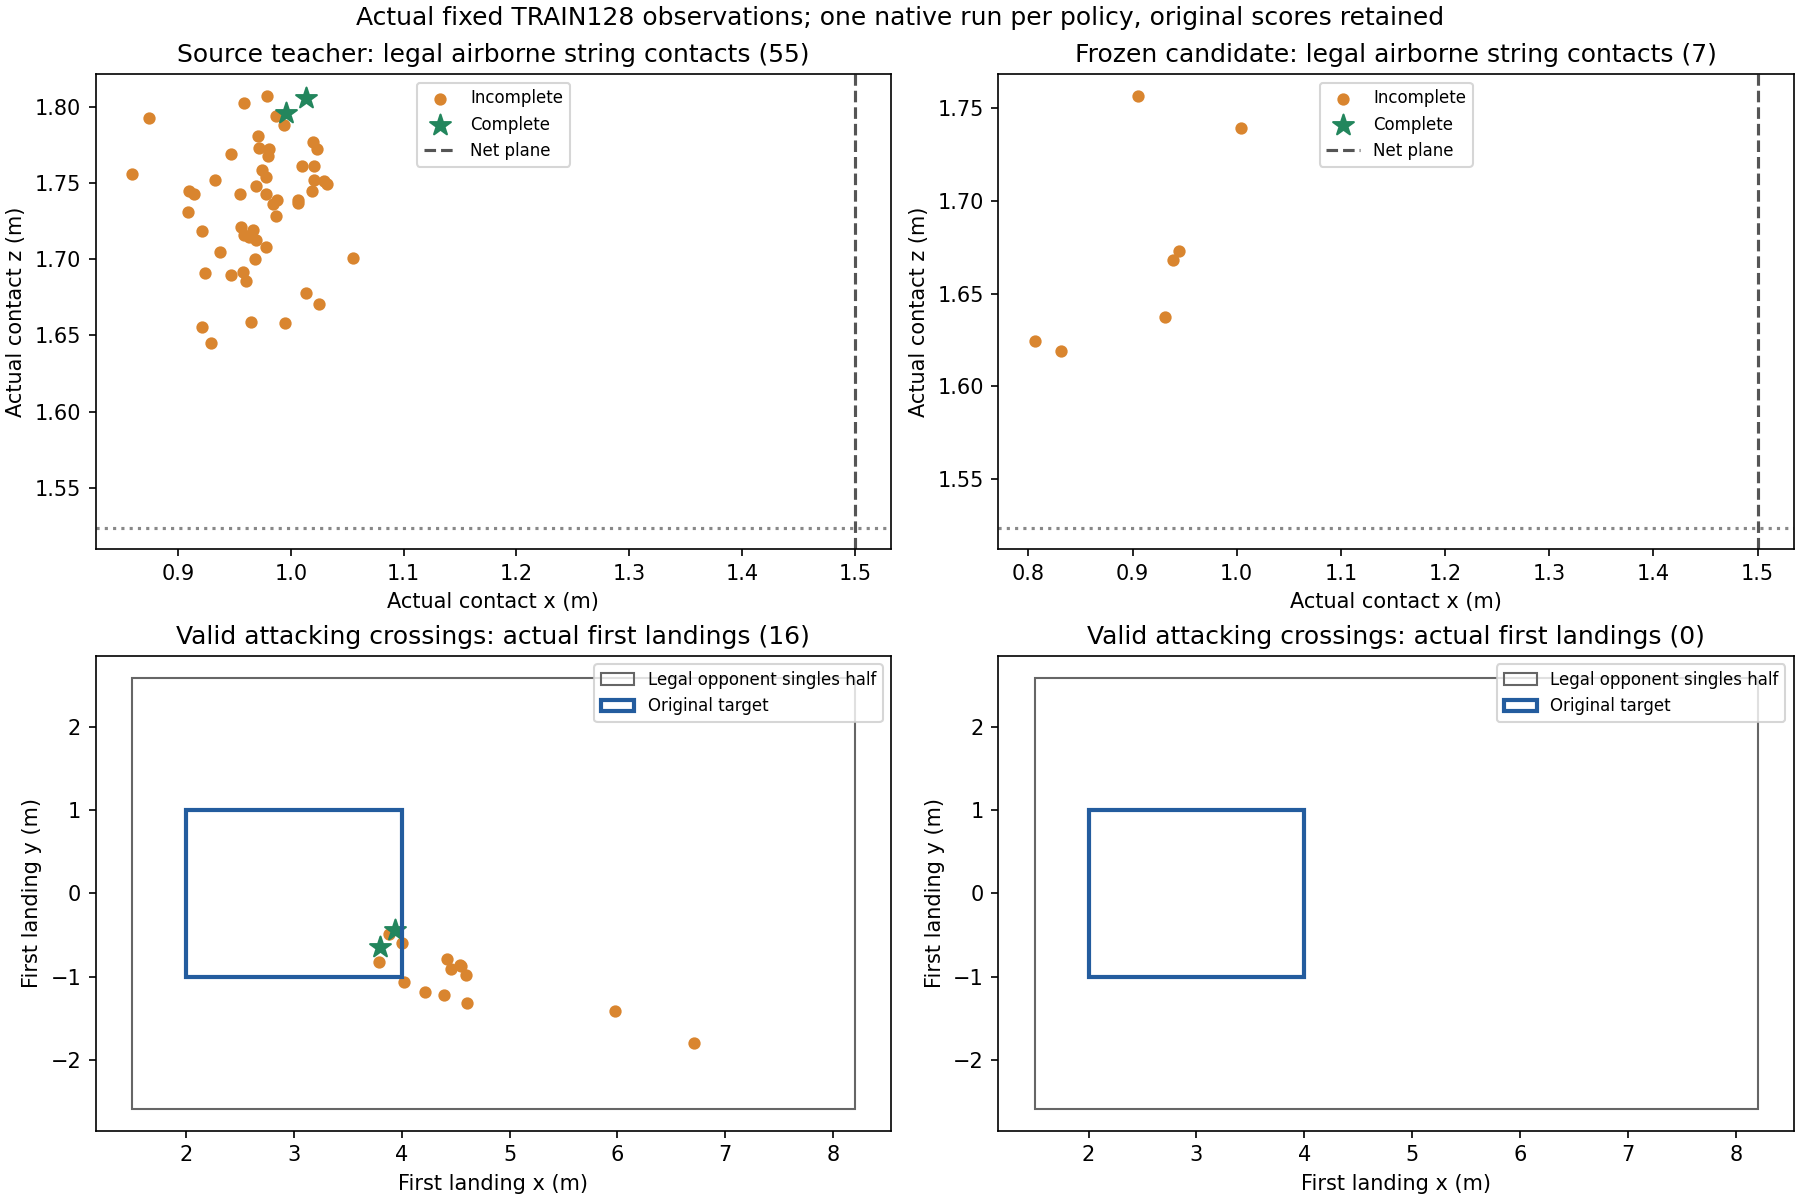 Actual fixed TRAIN128 observations; one native run per policy, original scores retained
Source teacher: legal airborne string contacts (55)
Incomplete
Complete
Net plane
1.80
1.75
1.70
1.65
1.60
1.55
Actual contact z (m)
0.9
1.0
1.1
1.2
1.3
1.4
1.5
Actual contact x (m)
Frozen candidate: legal airborne string contacts (7)
Incomplete
Complete
Net plane
1.75
1.70
1.65
1.60
1.55
Actual contact z (m)
0.8
0.9
1.0
1.1
1.2
1.3
1.4
1.5
Actual contact x (m)
Valid attacking crossings: actual first landings (16)
Legal opponent singles half
Original target
2
1
0
−1
−2
First landing y (m)
2
3
4
5
6
7
8
First landing x (m)
Valid attacking crossings: actual first landings (0)
Legal opponent singles half
Original target
2
1
0
−1
−2
First landing y (m)
2
3
4
5
6
7
8
First landing x (m)